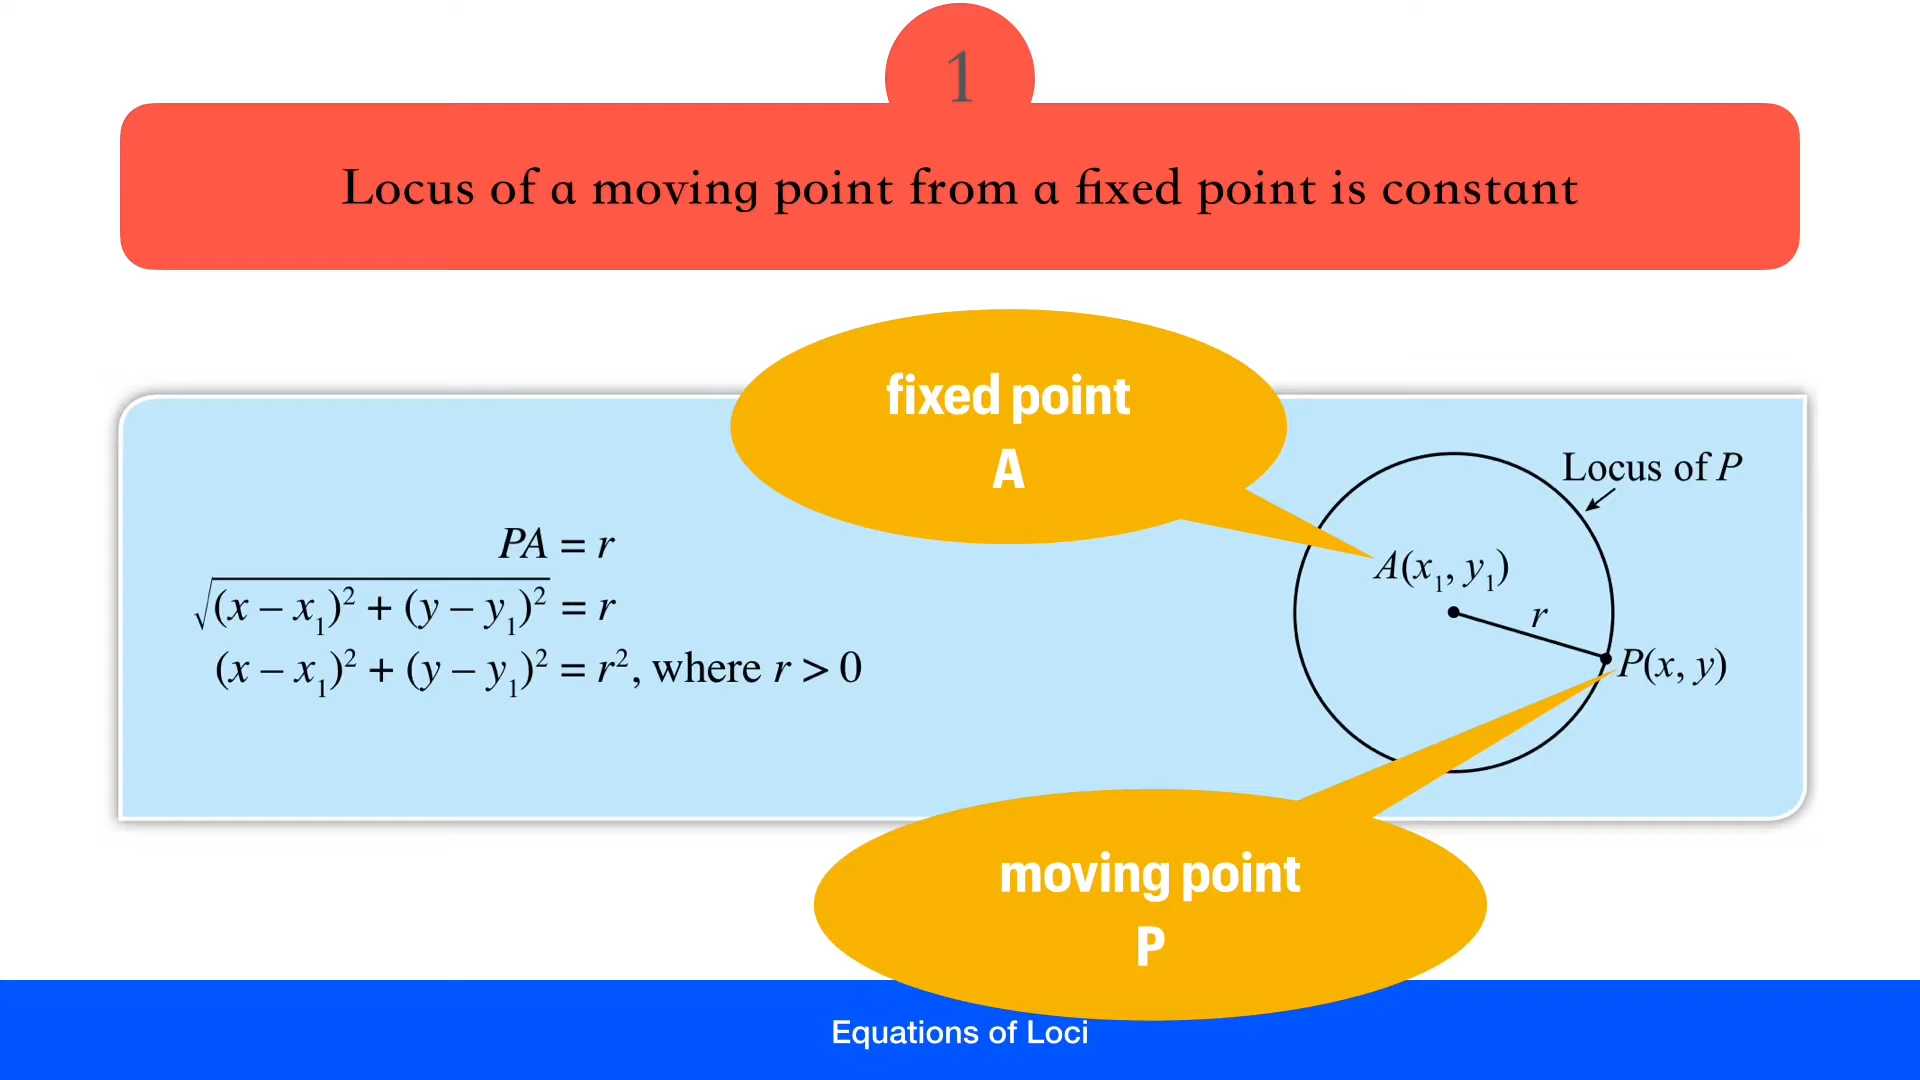 1
Locus of a moving point from a fixed point is constant
fixed point
A
PA = r
√(x – x₁)² + (y – y₁)² = r
(x – x₁)² + (y – y₁)² = r², where r > 0
Locus of P
A(x₁, y₁)
r
P(x, y)
moving point
P
Equations of Loci